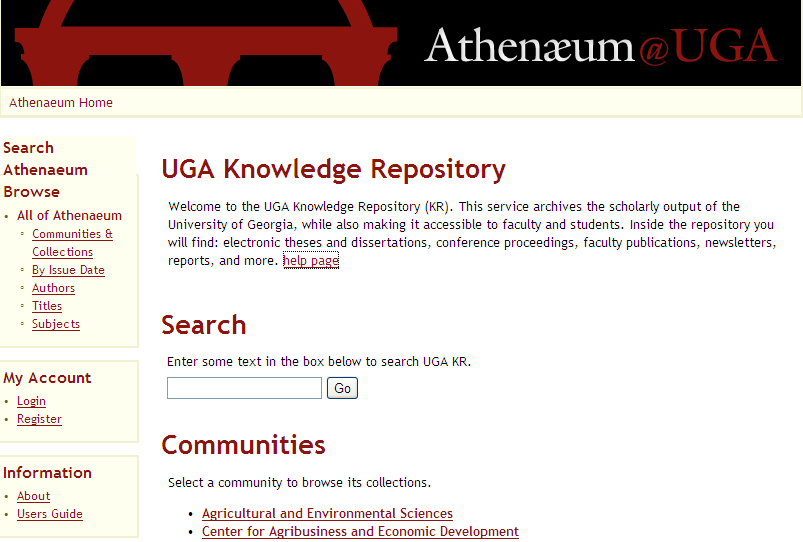 Athenæum@UGA
Athenaeum Home
Search
Athenaeum
Browse
• All of Athenaeum
◦ Communities &
Collections
◦ By Issue Date
◦ Authors
◦ Titles
◦ Subjects
My Account
• Login
• Register
Information
• About
• Users Guide
UGA Knowledge Repository
Welcome to the UGA Knowledge Repository (KR). This service archives the scholarly output of the
University of Georgia, while also making it accessible to faculty and students. Inside the repository you
will find: electronic theses and dissertations, conference proceedings, faculty publications, newsletters,
reports, and more. help page
Search
Enter some text in the box below to search UGA KR.
Go
Communities
Select a community to browse its collections.
• Agricultural and Environmental Sciences
• Center for Agribusiness and Economic Development